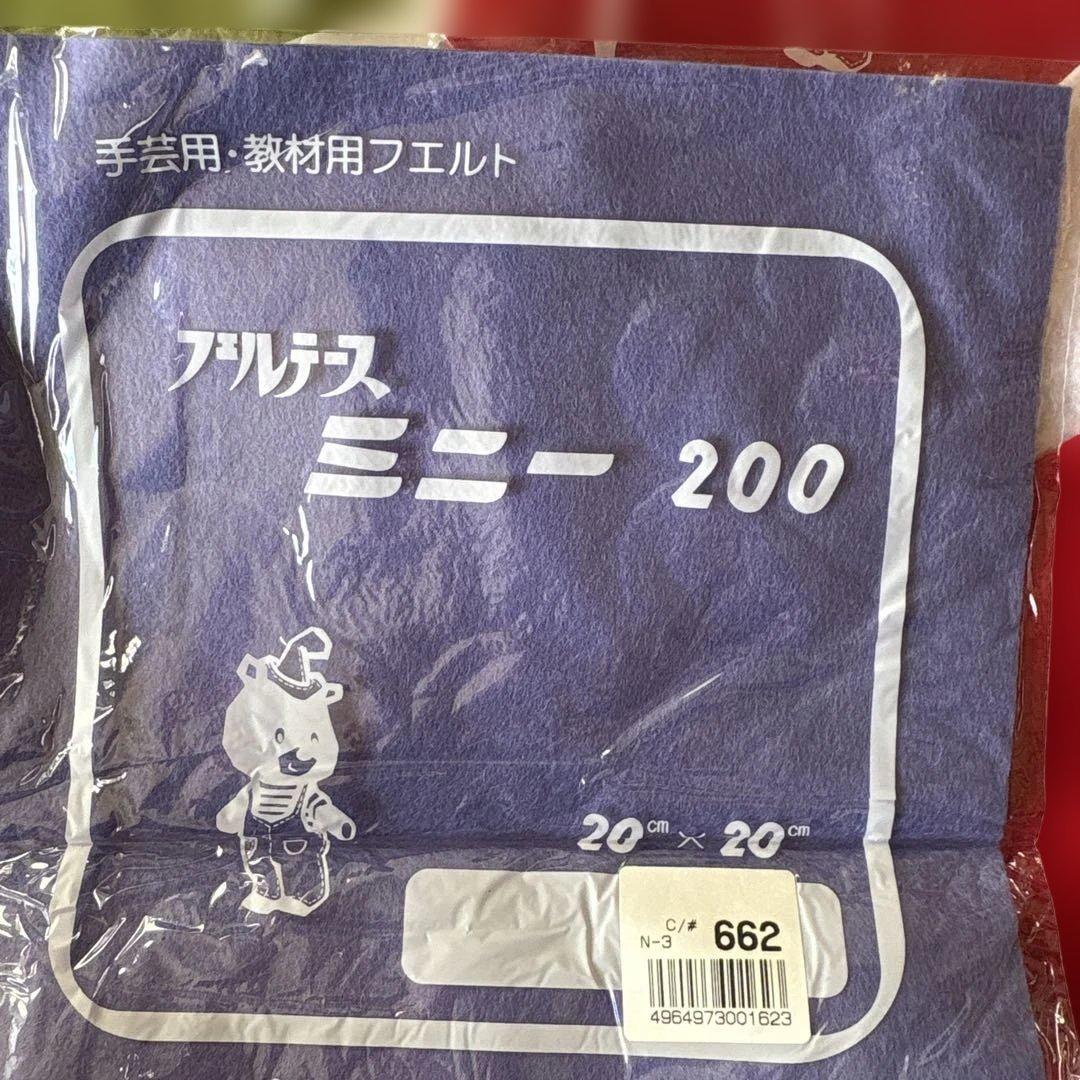 手芸用・教材用フエルト
フェルテース
ミニー 200
20cm×20cm
C/# 662
N-3
4964973001623